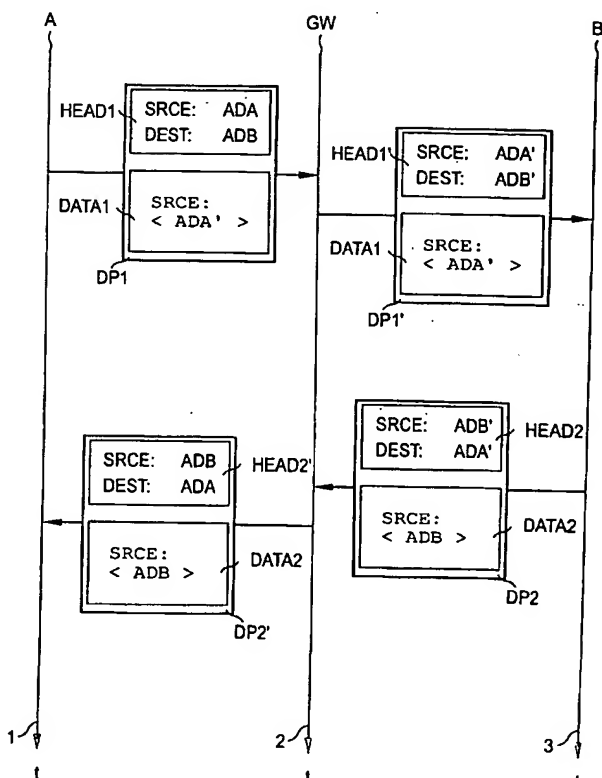 A
GW
B
HEAD1
SRCE: ADA
DEST: ADB
DATA1
SRCE:
< ADA' >
DP1
HEAD1'
SRCE: ADA'
DEST: ADB'
DATA1
SRCE:
< ADA' >
DP1'
SRCE: ADB'
DEST: ADA'
HEAD2
SRCE:
< ADB >
DATA2
DP2
SRCE: ADB
DEST: ADA
HEAD2'
SRCE:
< ADB >
DATA2
DP2'
1
2
3
t
t